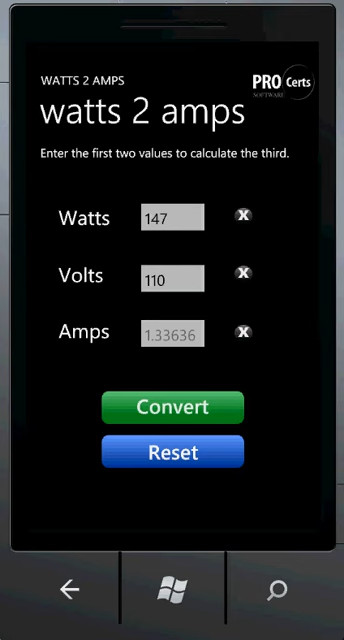 WATTS 2 AMPS
PRO Certs
SOFTWARE
watts 2 amps
Enter the first two values to calculate the third.
Watts 147 X
Volts 110 X
Amps 1.33636 X
Convert
Reset